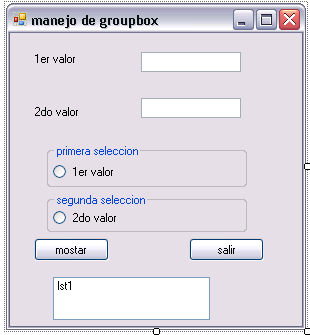 manejo de groupbox
1er valor
2do valor
primera seleccion
1er valor
segunda seleccion
2do valor
mostar salir
lst1